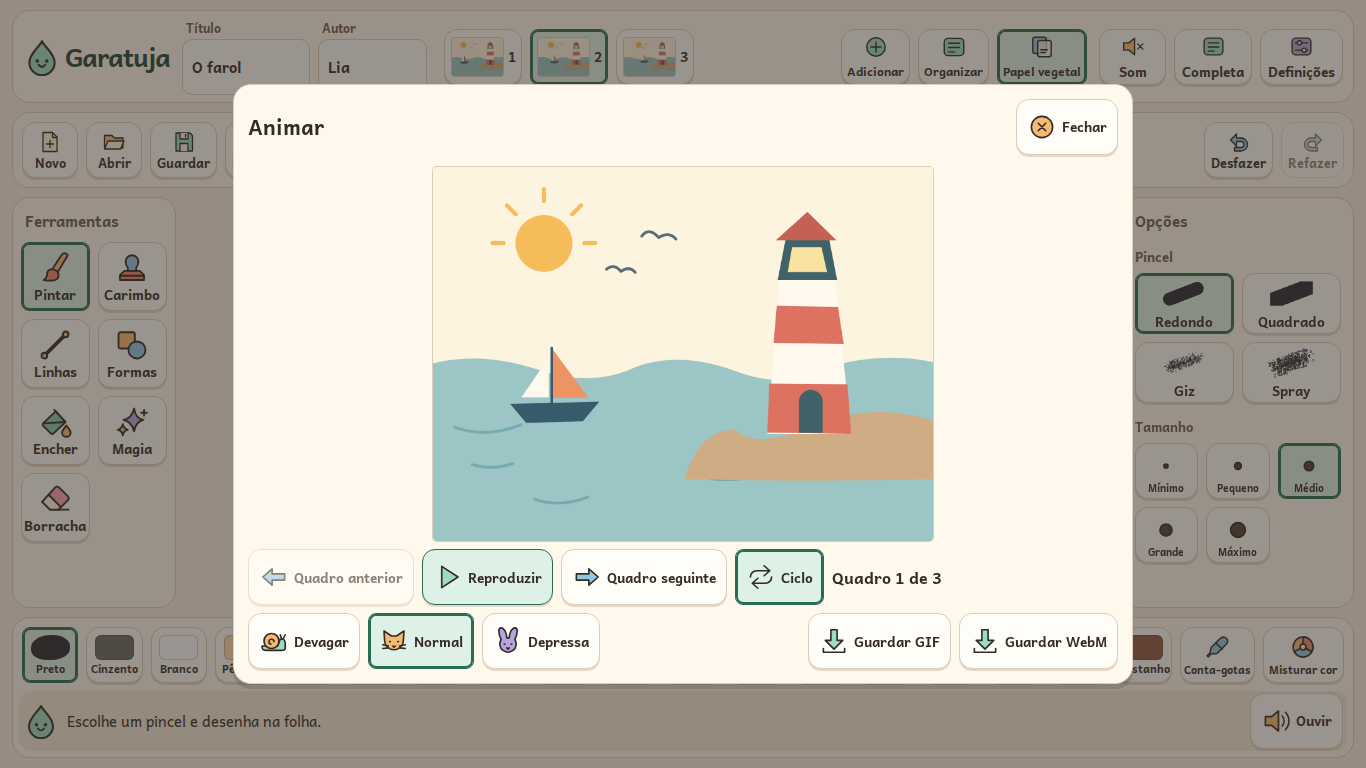 Garatuja
Título
O farol
Autor
Lia
1
2
3
Adicionar
Organizar
Papel vegetal
Som
Completa
Definições
Novo
Abrir
Guardar
Desfazer
Refazer
Animar
Fechar
Ferramentas
Pintar
Carimbo
Linhas
Formas
Encher
Magia
Borracha
Opções
Pincel
Redondo
Quadrado
Giz
Spray
Tamanho
Mínimo
Pequeno
Médio
Grande
Máximo
Quadro anterior
Reproduzir
Quadro seguinte
Ciclo
Quadro 1 de 3
Devagar
Normal
Depressa
Guardar GIF
Guardar WebM
Preto
Cinzento
Branco
Conta-gotas
Misturar cor
Escolhe um pincel e desenha na folha.
Ouvir